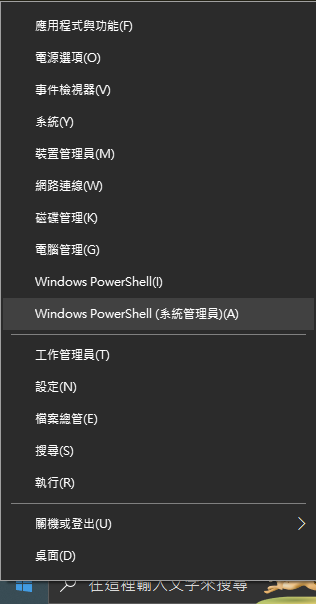 應用程式與功能(F)
電源選項(O)
事件檢視器(V)
系統(Y)
裝置管理員(M)
網路連線(W)
磁碟管理(K)
電腦管理(G)
Windows PowerShell(I)
Windows PowerShell (系統管理員)(A)
工作管理員(T)
設定(N)
檔案總管(E)
搜尋(S)
執行(R)
關機或登出(U)
桌面(D)
在這裡輸入文字來搜尋